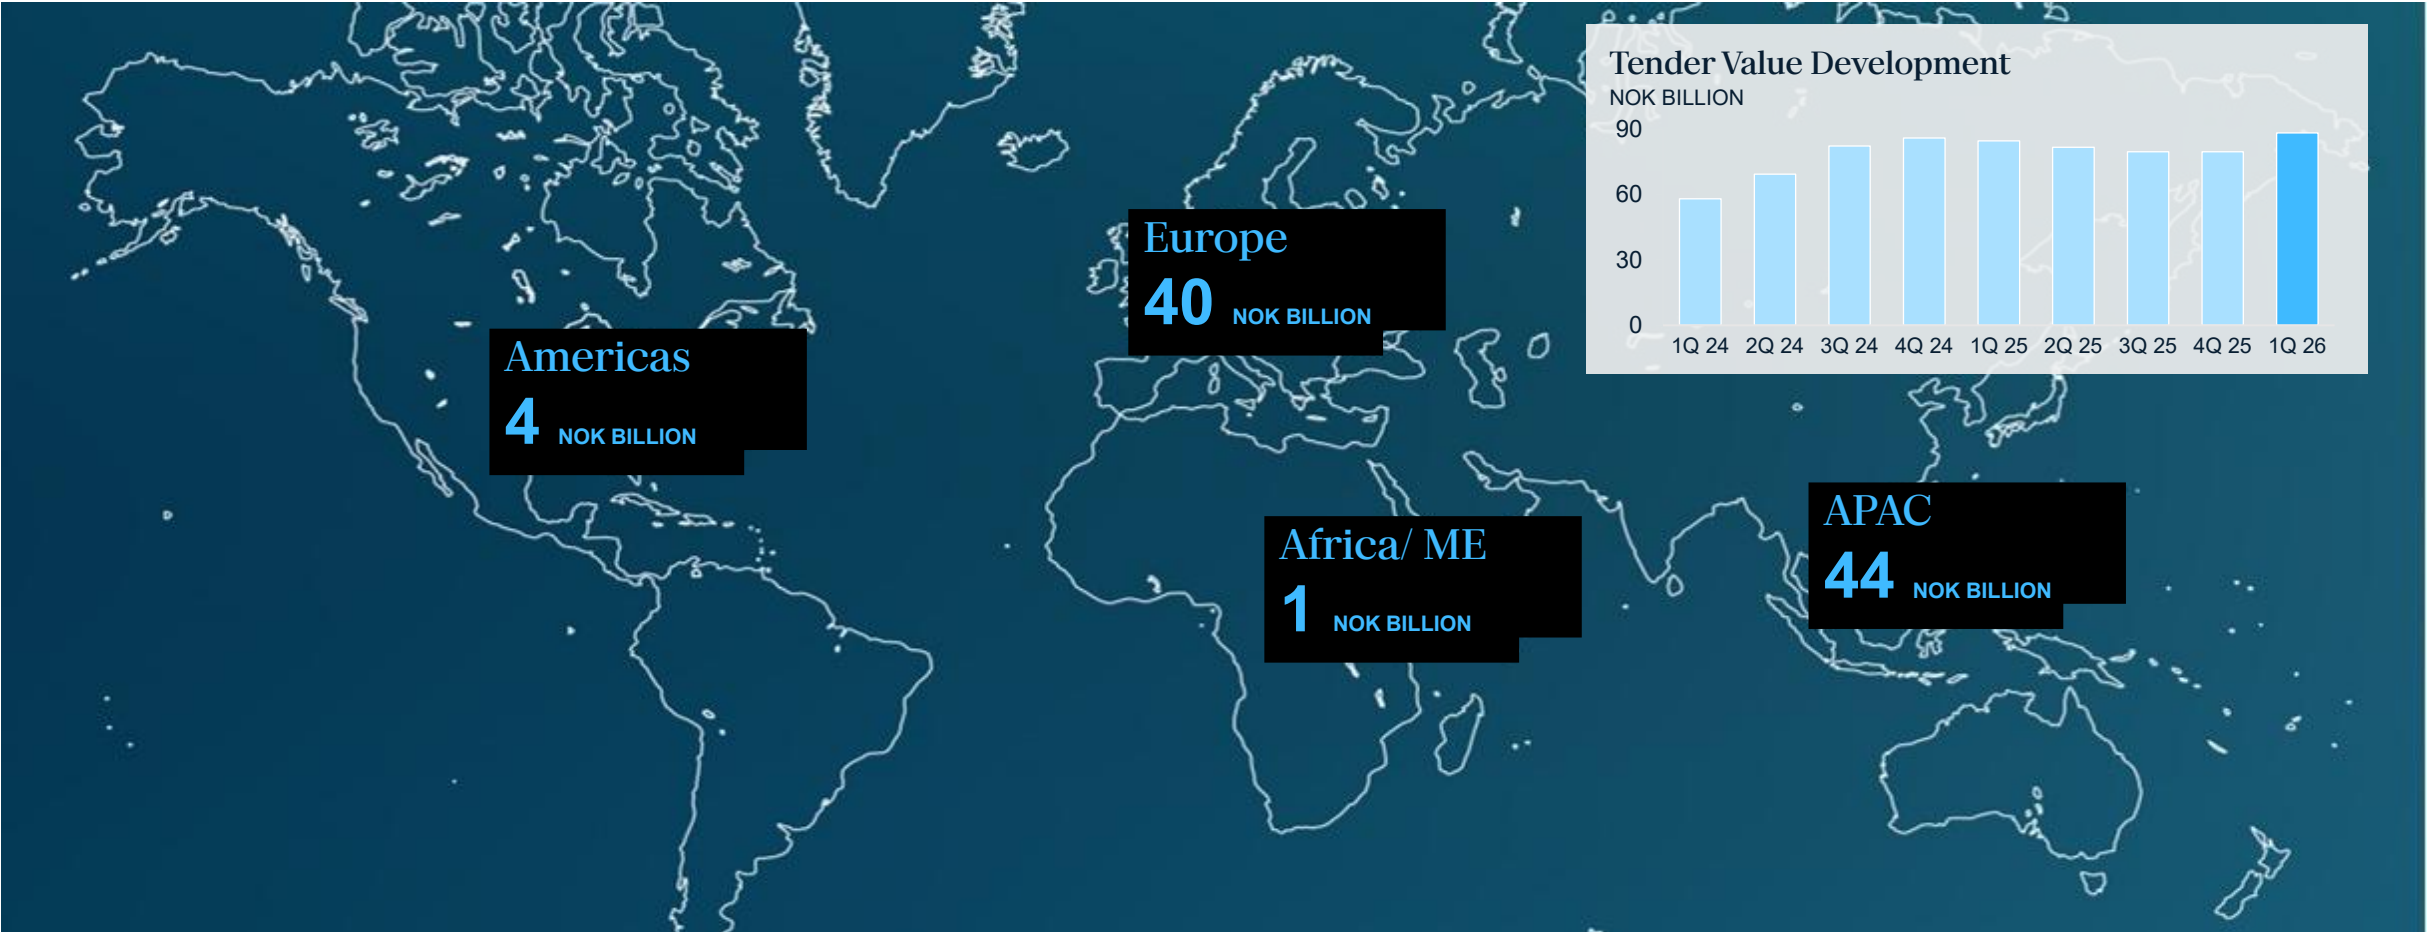 Tender Value Development
NOK BILLION
90
60
30
0
1Q 24 2Q 24 3Q 24 4Q 24 1Q 25 2Q 25 3Q 25 4Q 25 1Q 26
Europe
40 NOK BILLION
Americas
4 NOK BILLION
APAC
44 NOK BILLION
Africa/ ME
1 NOK BILLION